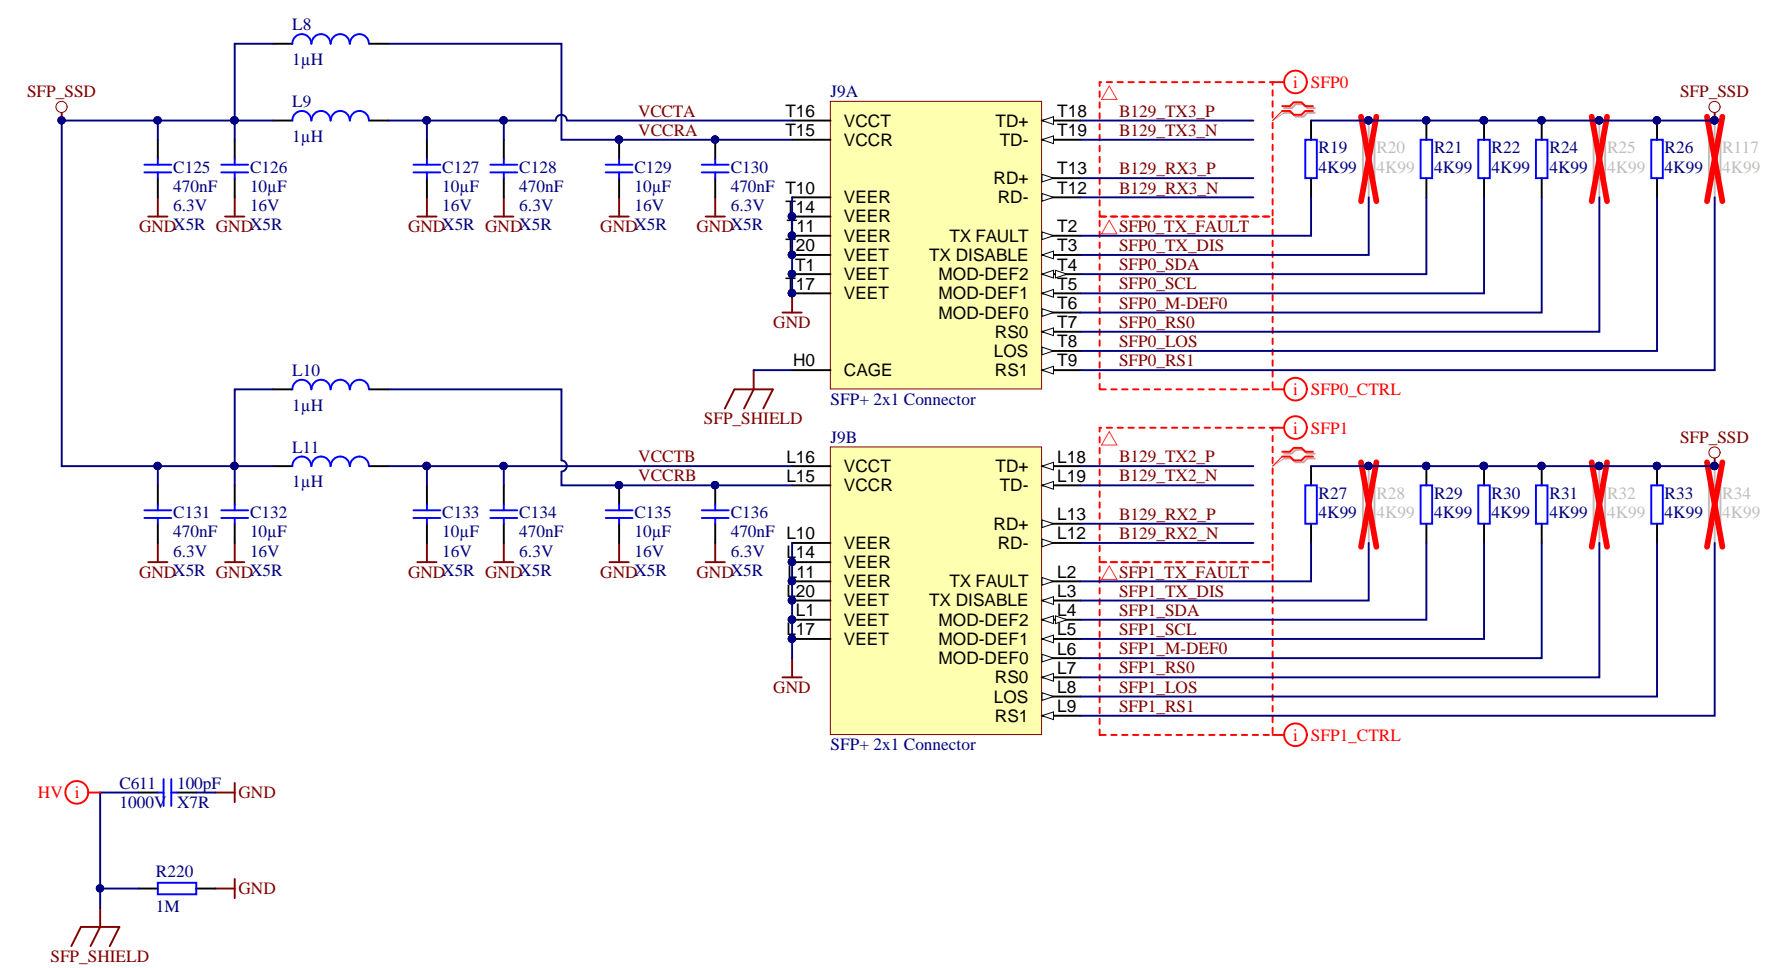 SFP_SSD
L8
1µH
L9
1µH
VCCTA
VCCRA
C125
470nF
6.3V
X5R
GND
C126
10µF
16V
X5R
GND
C127
10µF
16V
X5R
GND
C128
470nF
6.3V
X5R
GND
C129
10µF
16V
X5R
GND
C130
470nF
6.3V
X5R
GND
J9A
T16 VCCT
T15 VCCR
T10 VEER
T14 VEER
T11 VEER
T20 VEET
T1 VEET
T17 VEET
GND
H0 CAGE
SFP_SHIELD
SFP+ 2x1 Connector
TD+ T18 B129_TX3_P
TD- T19 B129_TX3_N
RD+ T13 B129_RX3_P
RD- T12 B129_RX3_N
TX FAULT T2 SFP0_TX_FAULT
TX DISABLE T3 SFP0_TX_DIS
MOD-DEF2 T4 SFP0_SDA
MOD-DEF1 T5 SFP0_SCL
MOD-DEF0 T6 SFP0_M-DEF0
RS0 T7 SFP0_RS0
LOS T8 SFP0_LOS
RS1 T9 SFP0_RS1
i SFP0
i SFP0_CTRL
SFP_SSD
R19
4K99
R20
4K99
R21
4K99
R22
4K99
R24
4K99
R25
4K99
R26
4K99
R117
4K99
L10
1µH
L11
1µH
VCCTB
VCCRB
C131
470nF
6.3V
X5R
GND
C132
10µF
16V
X5R
GND
C133
10µF
16V
X5R
GND
C134
470nF
6.3V
X5R
GND
C135
10µF
16V
X5R
GND
C136
470nF
6.3V
X5R
GND
J9B
L16 VCCT
L15 VCCR
L10 VEER
L14 VEER
L11 VEER
L20 VEET
L1 VEET
L17 VEET
GND
SFP+ 2x1 Connector
TD+ L18 B129_TX2_P
TD- L19 B129_TX2_N
RD+ L13 B129_RX2_P
RD- L12 B129_RX2_N
TX FAULT L2 SFP1_TX_FAULT
TX DISABLE L3 SFP1_TX_DIS
MOD-DEF2 L4 SFP1_SDA
MOD-DEF1 L5 SFP1_SCL
MOD-DEF0 L6 SFP1_M-DEF0
RS0 L7 SFP1_RS0
LOS L8 SFP1_LOS
RS1 L9 SFP1_RS1
i SFP1
i SFP1_CTRL
SFP_SSD
R27
4K99
R28
4K99
R29
4K99
R30
4K99
R31
4K99
R32
4K99
R33
4K99
R34
4K99
HV i
C611 100pF
1000V X7R
GND
R220
1M
GND
SFP_SHIELD